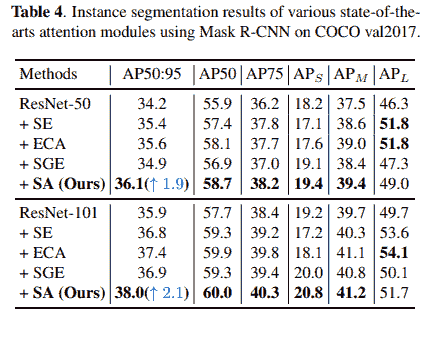 Table 4. Instance segmentation results of various state-of-the-
arts attention modules using Mask R-CNN on COCO val2017.
Methods AP50:95 AP50 AP75 APS APM APL
ResNet-50 34.2 55.9 36.2 18.2 37.5 46.3
+ SE 35.4 57.4 37.8 17.1 38.6 51.8
+ ECA 35.6 58.1 37.7 17.6 39.0 51.8
+ SGE 34.9 56.9 37.0 19.1 38.4 47.3
+ SA (Ours) 36.1(↑ 1.9) 58.7 38.2 19.4 39.4 49.0
ResNet-101 35.9 57.7 38.4 19.2 39.7 49.7
+ SE 36.8 59.3 39.2 17.2 40.3 53.6
+ ECA 37.4 59.9 39.8 18.1 41.1 54.1
+ SGE 36.9 59.3 39.4 20.0 40.8 50.1
+ SA (Ours) 38.0(↑ 2.1) 60.0 40.3 20.8 41.2 51.7